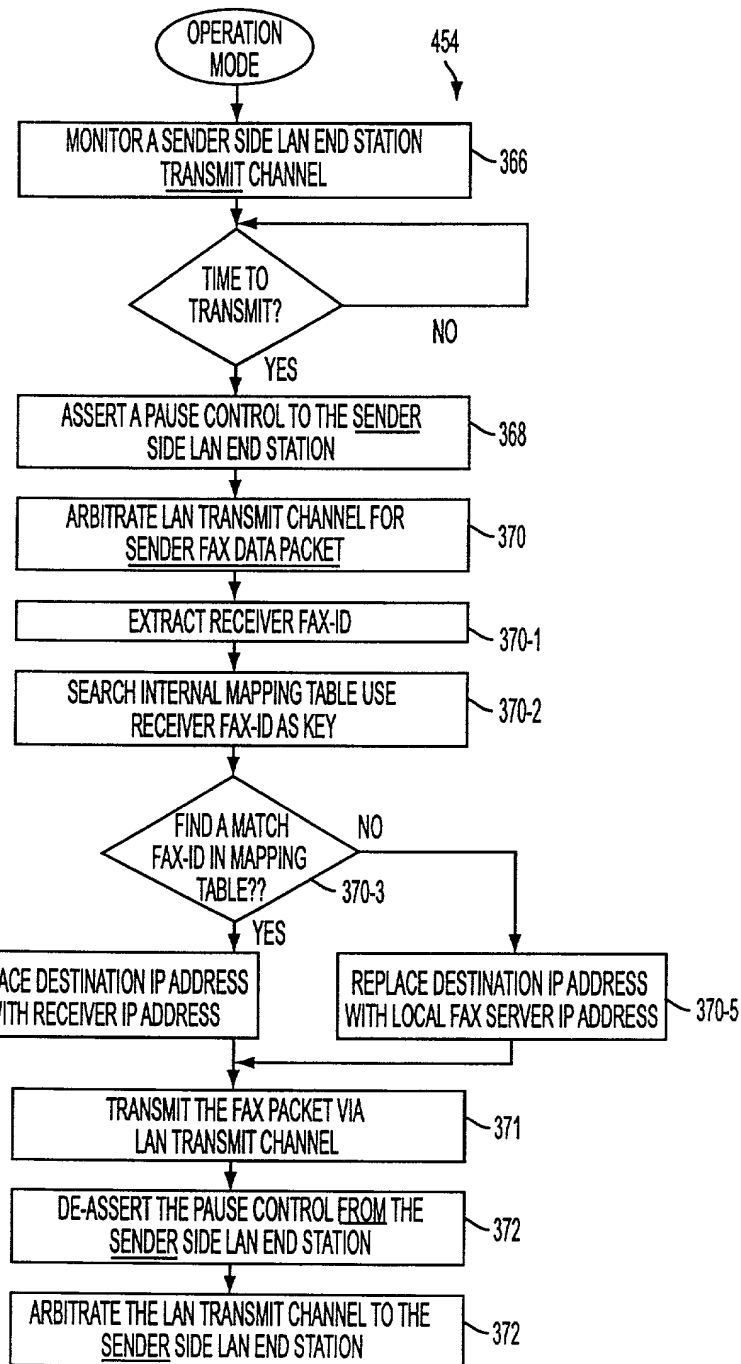 OPERATION
MODE
454
MONITOR A SENDER SIDE LAN END STATION
TRANSMIT CHANNEL
366
TIME TO
TRANSMIT?
NO
YES
ASSERT A PAUSE CONTROL TO THE SENDER
SIDE LAN END STATION
368
ARBITRATE LAN TRANSMIT CHANNEL FOR
SENDER FAX DATA PACKET
370
EXTRACT RECEIVER FAX-ID
370-1
SEARCH INTERNAL MAPPING TABLE USE
RECEIVER FAX-ID AS KEY
370-2
FIND A MATCH
FAX-ID IN MAPPING
TABLE??
370-3
NO
YES
ACE DESTINATION IP ADDRESS
ITH RECEIVER IP ADDRESS
REPLACE DESTINATION IP ADDRESS
WITH LOCAL FAX SERVER IP ADDRESS
370-5
TRANSMIT THE FAX PACKET VIA
LAN TRANSMIT CHANNEL
371
DE-ASSERT THE PAUSE CONTROL FROM THE
SENDER SIDE LAN END STATION
372
ARBITRATE THE LAN TRANSMIT CHANNEL TO THE
SENDER SIDE LAN END STATION
372